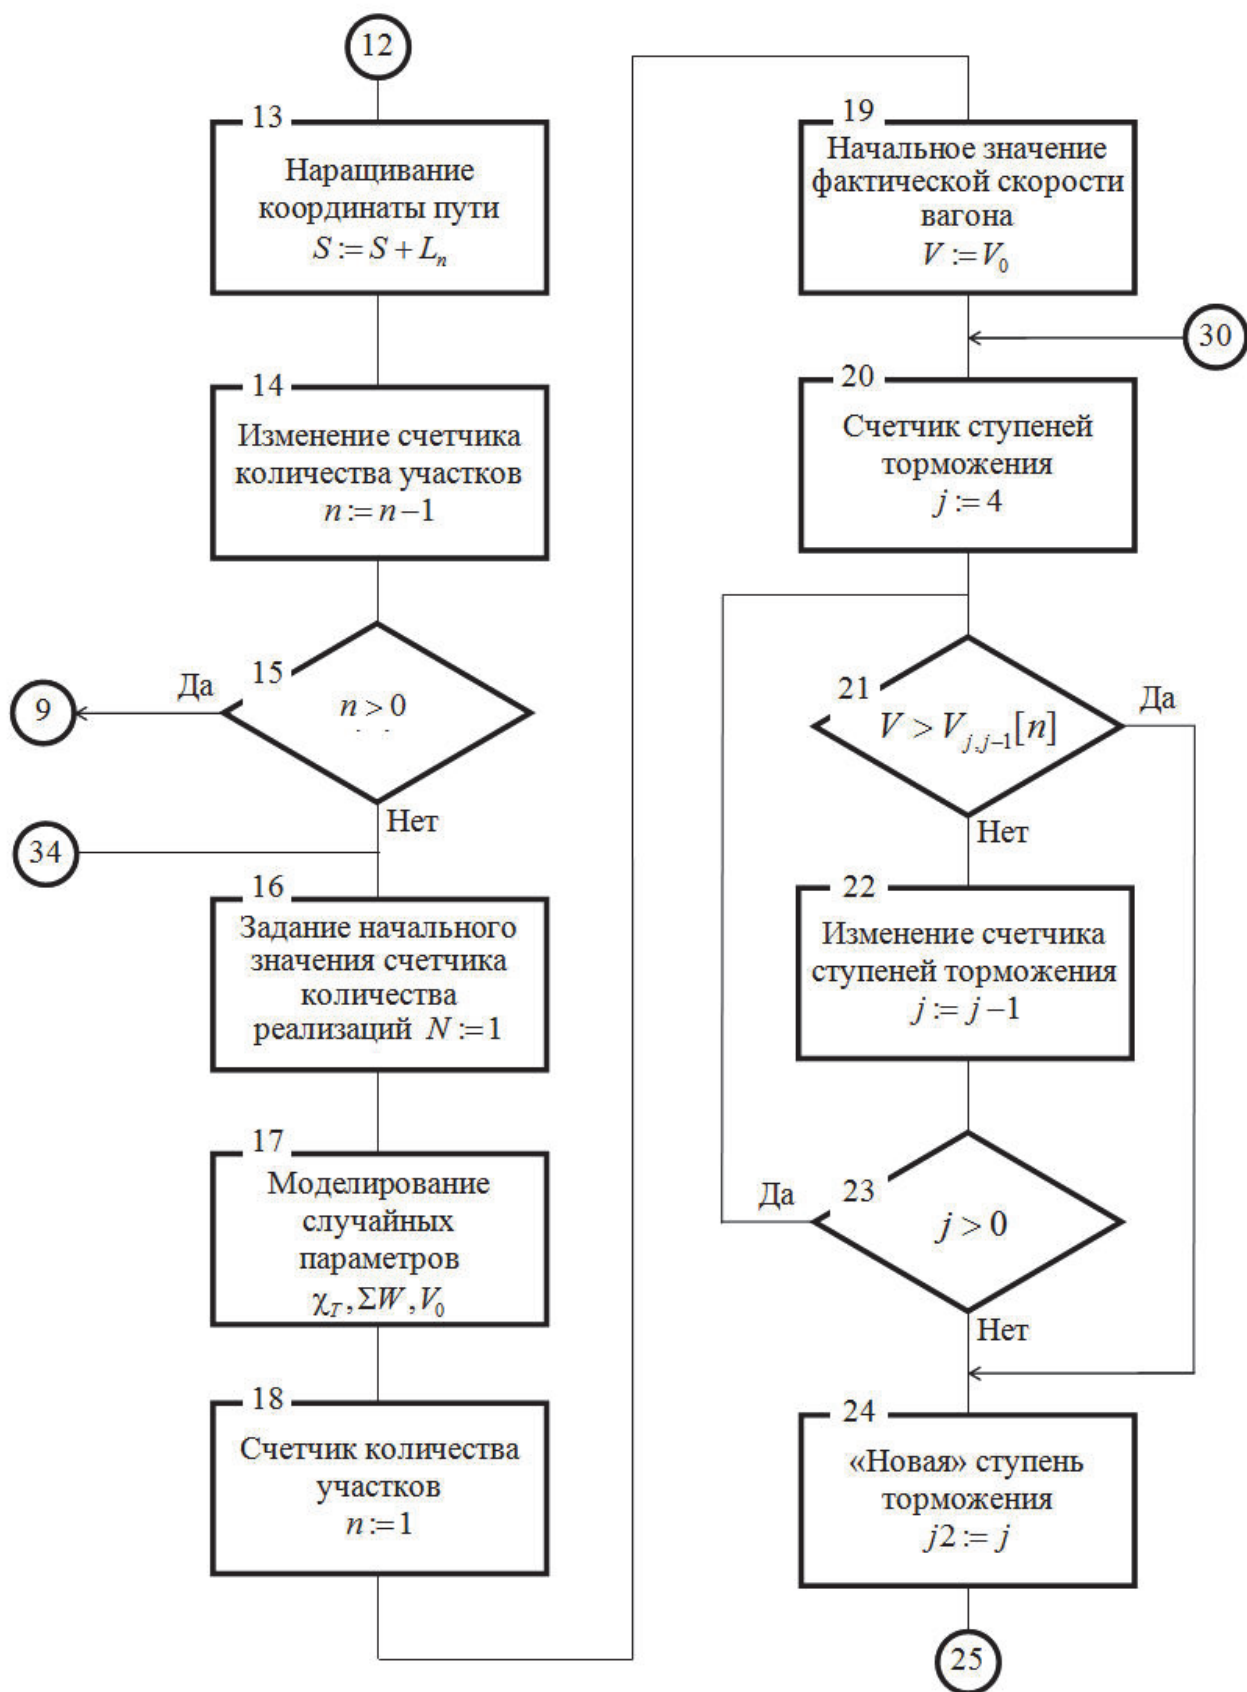 12
13
Наращивание
координаты пути
S := S + Lₙ
14
Изменение счетчика
количества участков
n := n −1
15
n > 0
Да
9
Нет
34
16
Задание начального
значения счетчика
количества
реализаций N := 1
17
Моделирование
случайных
параметров
χ_T, ΣW, V₀
18
Счетчик количества
участков
n := 1
19
Начальное значение
фактической скорости
вагона
V := V₀
30
20
Счетчик ступеней
торможения
j := 4
21
V > V_{j,j−1}[n]
Да
Нет
22
Изменение счетчика
ступеней торможения
j := j −1
23
Да
j > 0
Нет
24
«Новая» ступень
торможения
j2 := j
25